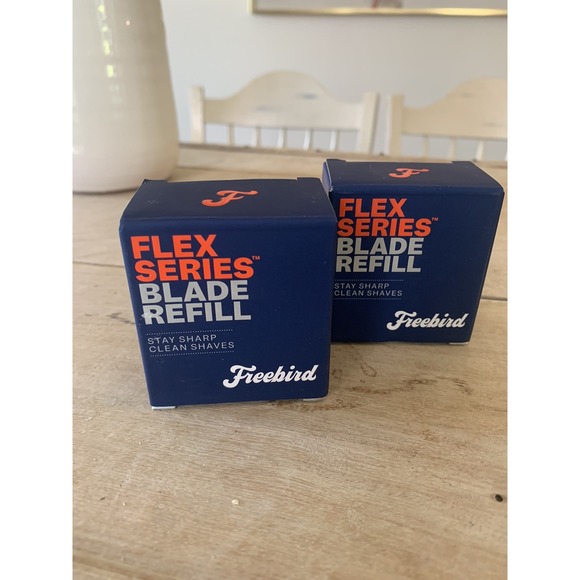 F
FLEX
SERIES™
BLADE
REFILL
STAY SHARP
CLEAN SHAVES
Freebird
F
FLEX
SERIES™
BLADE
REFILL
STAY SHARP
CLEAN SHAVES
Freebird